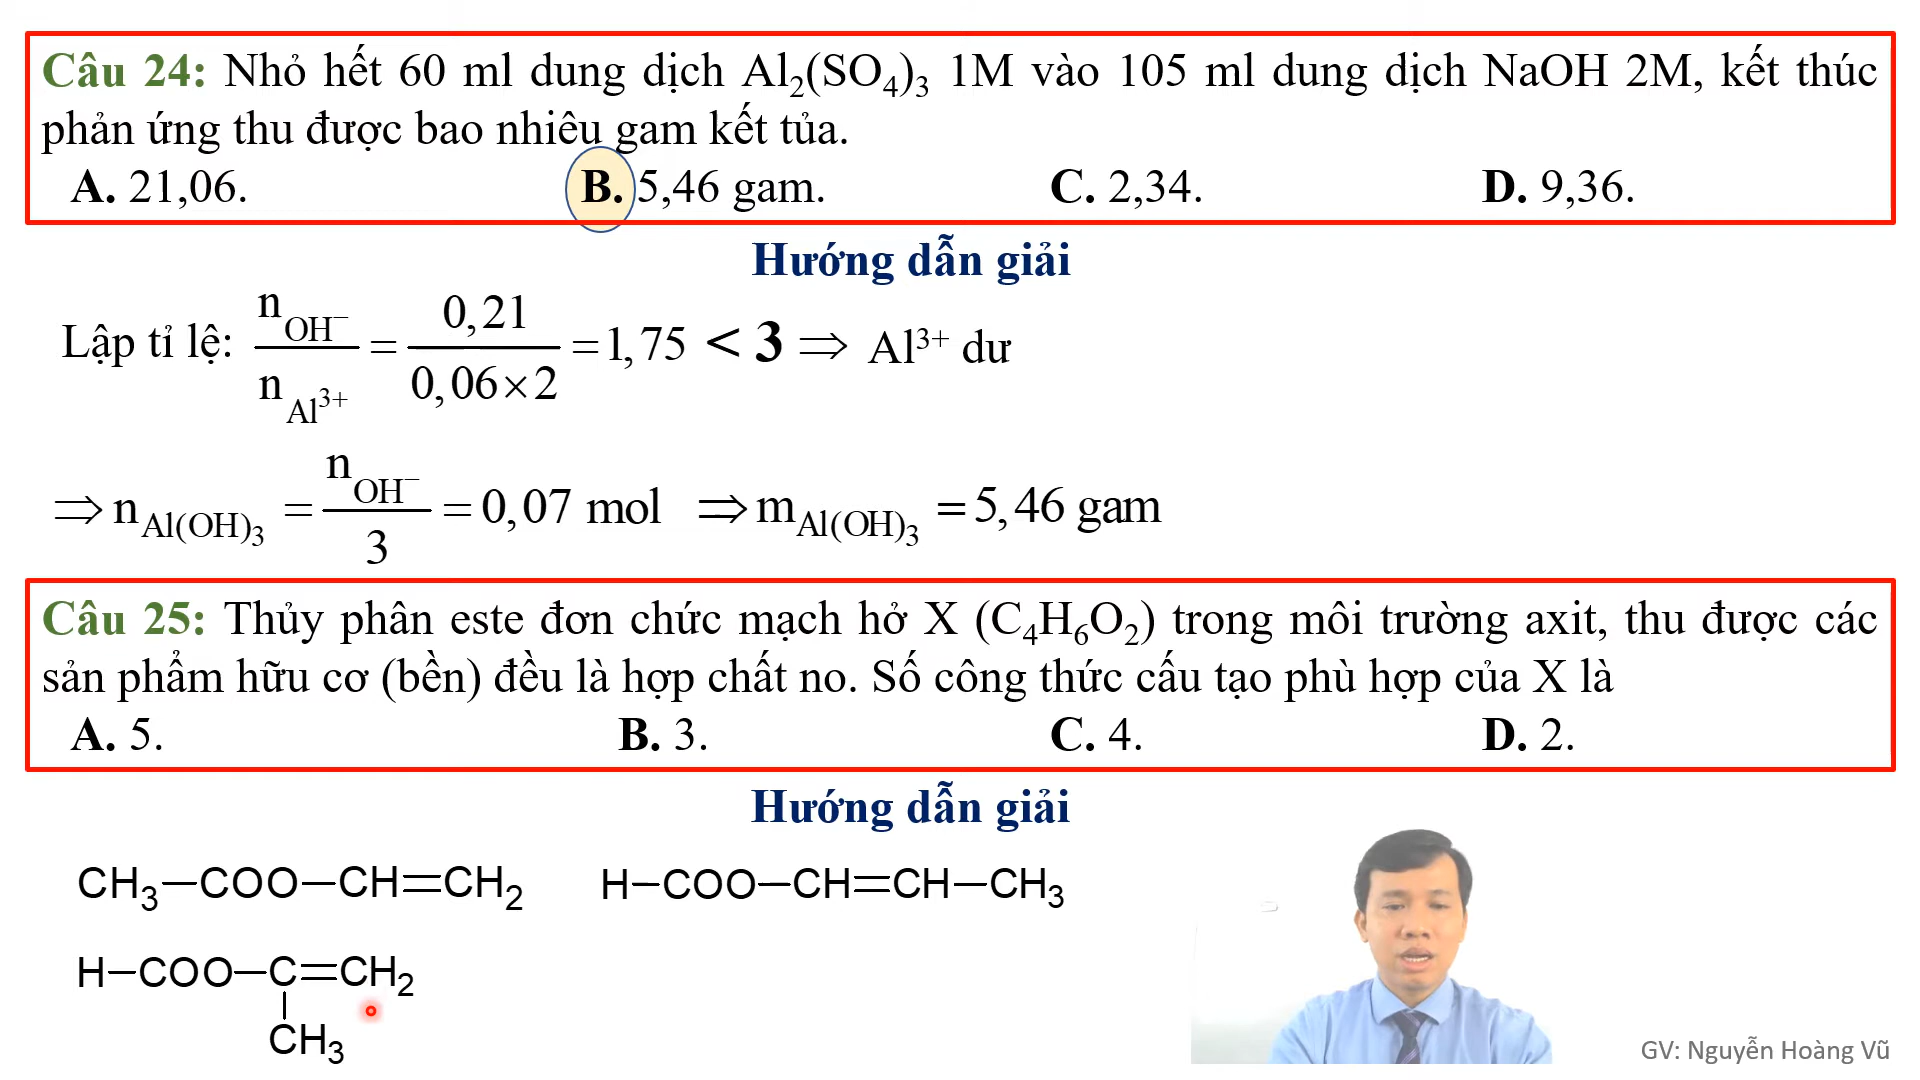 Câu 24: Nhỏ hết 60 ml dung dịch Al₂(SO₄)₃ 1M vào 105 ml dung dịch NaOH 2M, kết thúc
phản ứng thu được bao nhiêu gam kết tủa.
A. 21,06. B. 5,46 gam. C. 2,34. D. 9,36.
Hướng dẫn giải
Lập tỉ lệ: n_OH⁻ / n_Al³⁺ = 0,21 / 0,06×2 = 1,75 < 3 ⇒ Al³⁺ dư
⇒ n_Al(OH)₃ = n_OH⁻ / 3 = 0,07 mol ⇒ m_Al(OH)₃ = 5,46 gam
Câu 25: Thủy phân este đơn chức mạch hở X (C₄H₆O₂) trong môi trường axit, thu được các
sản phẩm hữu cơ (bền) đều là hợp chất no. Số công thức cấu tạo phù hợp của X là
A. 5. B. 3. C. 4. D. 2.
Hướng dẫn giải
CH₃—COO—CH=CH₂ H—COO—CH=CH—CH₃
H—COO—C=CH₂
CH₃
GV: Nguyễn Hoàng Vũ